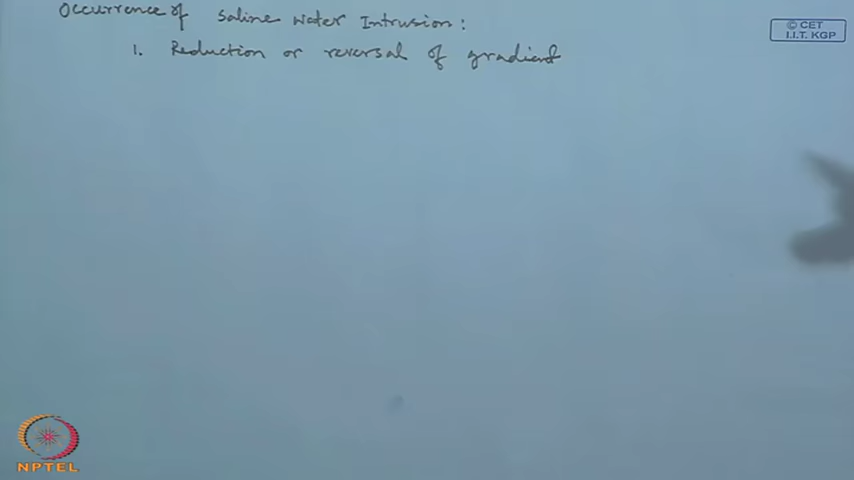 Occurrence of Saline Water Intrusion:
1. Reduction or reversal of gradient
© CET
I.I.T. KGP
NPTEL